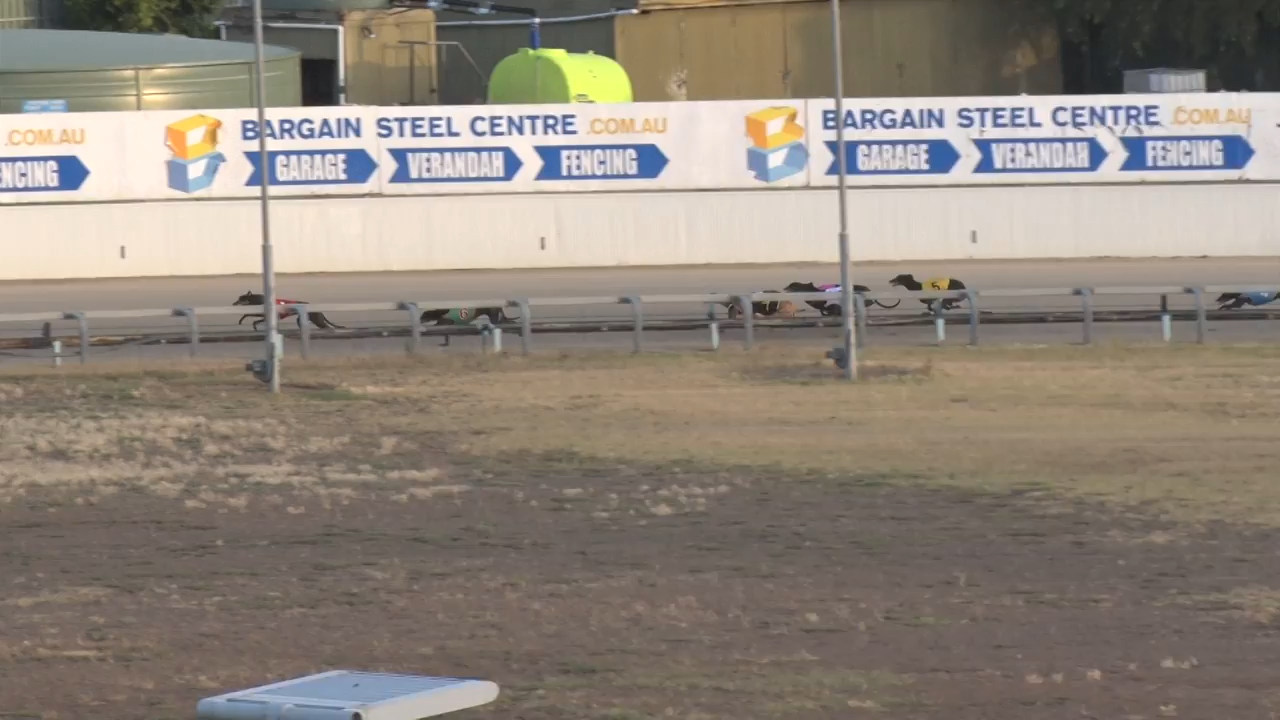 .COM.AU
ENCING
BARGAIN STEEL CENTRE .COM.AU
GARAGE VERANDAH FENCING
BARGAIN STEEL CENTRE .COM.AU
GARAGE VERANDAH FENCING
5